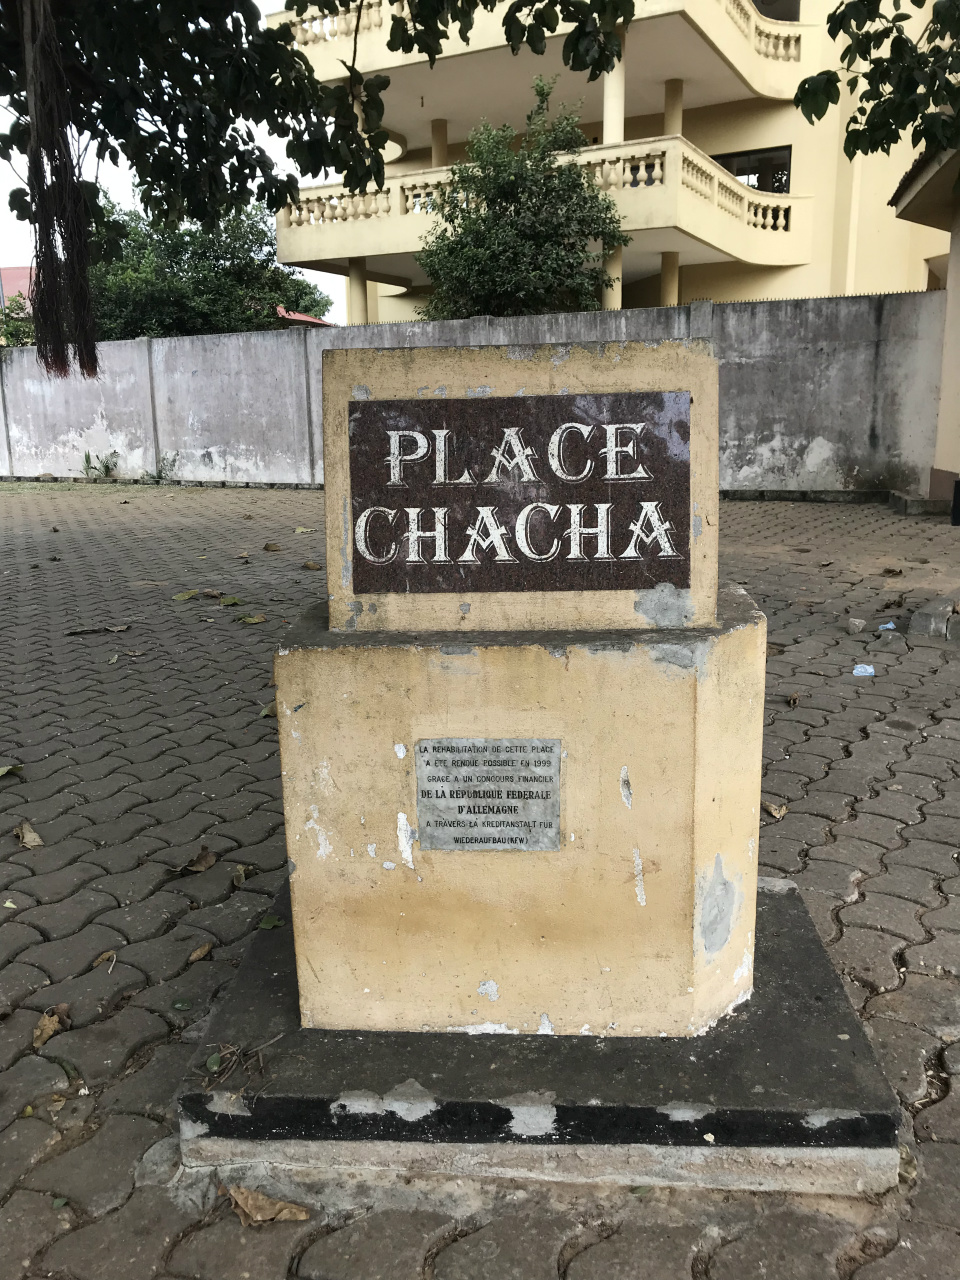 PLACE
CHACHA
LA REHABILITATION DE CETTE PLACE
A ETE RENDUE POSSIBLE EN 1999
GRACE A UN CONCOURS FINANCIER
DE LA REPUBLIQUE FEDERALE
D'ALLEMAGNE
A TRAVERS LA KREDITANSTALT FUR
WIEDERAUFBAU (KFW)